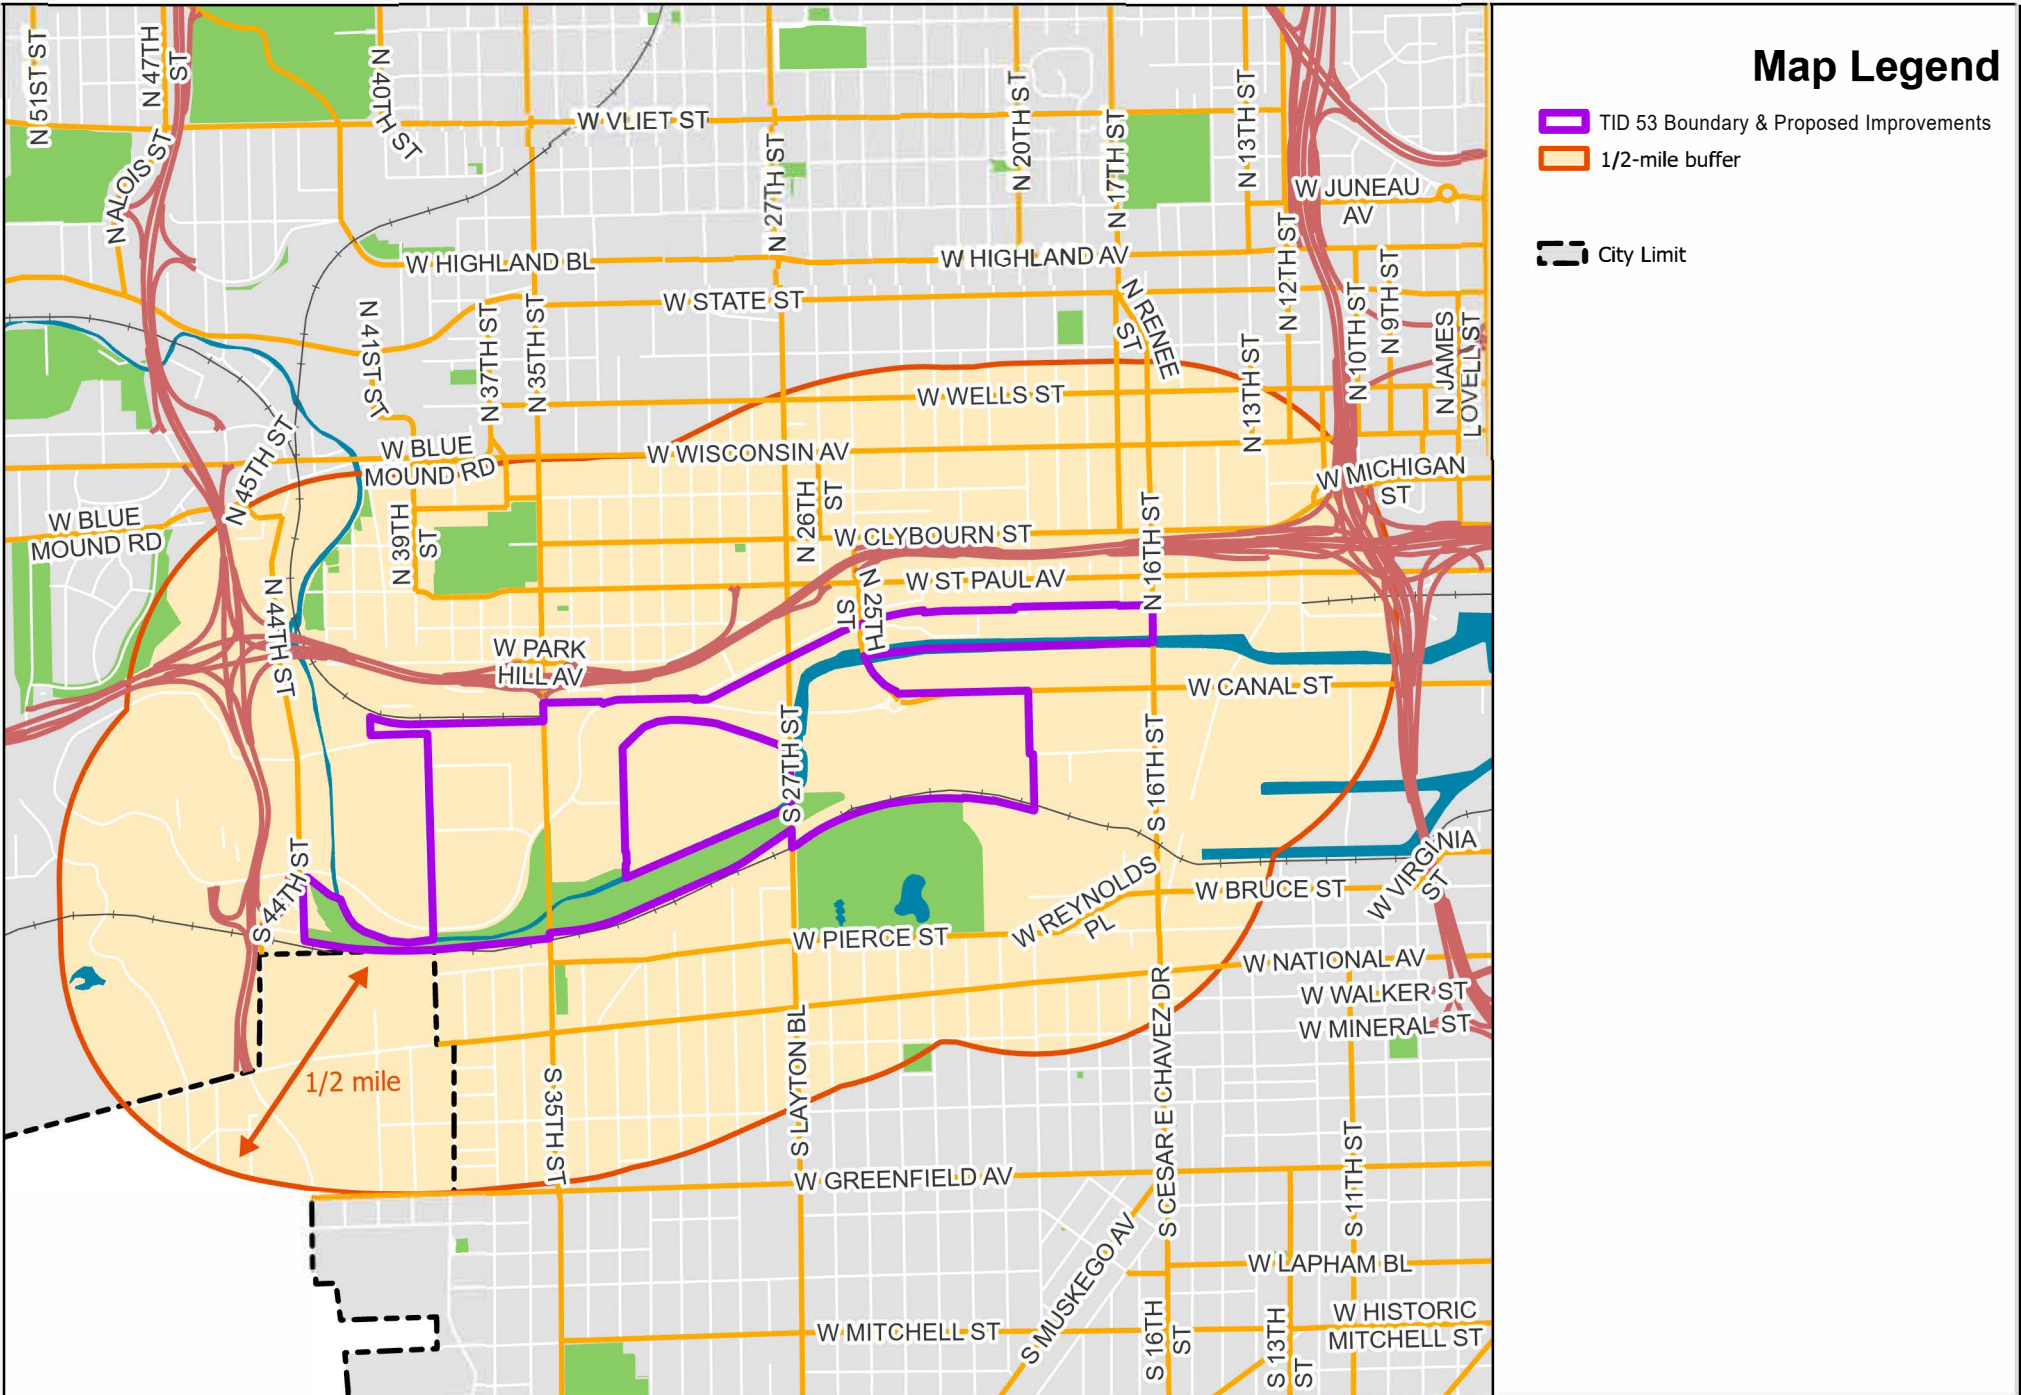 Map Legend
TID 53 Boundary & Proposed Improvements
1/2-mile buffer
City Limit
N 51ST ST
N 47TH
ST
N 40TH ST
N ALOIS ST
W VLIET ST
N 27TH ST
N 20TH ST
N 17TH ST
N 13TH ST
W JUNEAU
AV
W HIGHLAND BL
W HIGHLAND AV
N 12TH ST
W STATE ST
N RENEE
ST
N 10TH ST
N 9TH ST
N JAMES
LOVELL ST
N 41ST ST
N 37TH ST
N 35TH ST
N 13TH ST
W WELLS ST
W BLUE
MOUND RD
W WISCONSIN AV
W MICHIGAN
ST
N 45TH ST
W BLUE
MOUND RD
N 39TH
ST
N 26TH
ST
W CLYBOURN ST
N 16TH ST
N 44TH ST
N 25TH
ST
W ST PAUL AV
W PARK
HILL AV
W CANAL ST
S 27TH ST
S 16TH ST
S 44TH ST
W VIRGINIA
ST
W BRUCE ST
W REYNOLDS
PL
W PIERCE ST
W NATIONAL AV
W WALKER ST
W MINERAL ST
1/2 mile
S 35TH ST
S LAYTON BL
S CESAR E CHAVEZ DR
S 11TH ST
W GREENFIELD AV
S MUSKEGO AV
W LAPHAM BL
W MITCHELL ST
S 16TH
ST
S 13TH
ST
W HISTORIC
MITCHELL ST